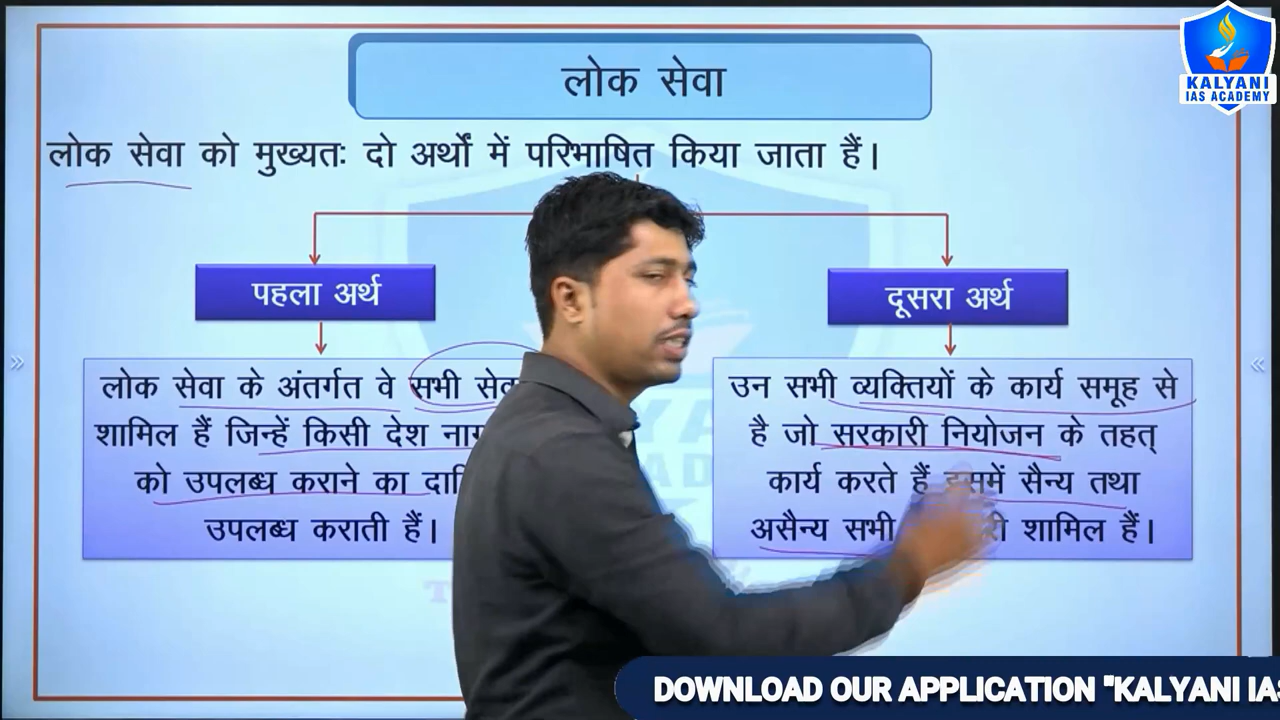 लोक सेवा
KALYANI
IAS ACADEMY
लोक सेवा को मुख्यतः दो अर्थों में परिभाषित किया जाता हैं।
पहला अर्थ
दूसरा अर्थ
लोक सेवा के अंतर्गत वे सभी
शामिल हैं जिन्हें किसी देश
को उपलब्ध कराने का
उपलब्ध कराती हैं।
उन सभी व्यक्तियों के कार्य समूह से
है जो सरकारी नियोजन के तहत्
कार्य करते हैं इसमें सैन्य तथा
असैन्य सभी शामिल हैं।
DOWNLOAD OUR APPLICATION "KALYANI